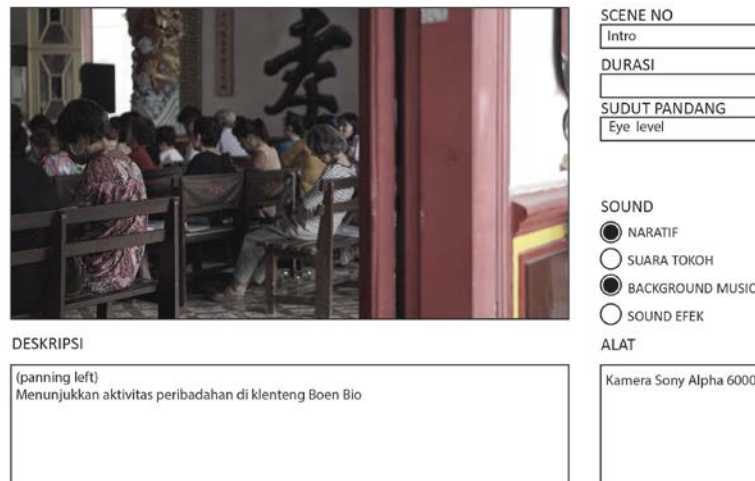 孝
SCENE NO
Intro
DURASI
SUDUT PANDANG
Eye level
SOUND
NARATIF
SUARA TOKOH
BACKGROUND MUSIC
SOUND EFEK
DESKRIPSI
(panning left)
Menunjukkan aktivitas peribadahan di klenteng Boen Bio
ALAT
Kamera Sony Alpha 6000